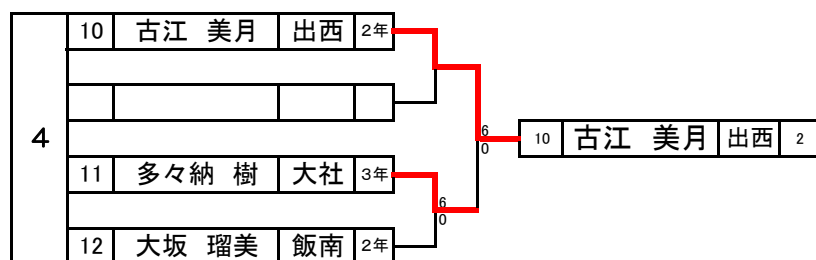 10 古江 美月 出西 2年
4
6
0
10 古江 美月 出西 2
11 多々納 樹 大社 3年
6
0
12 大坂 瑠美 飯南 2年